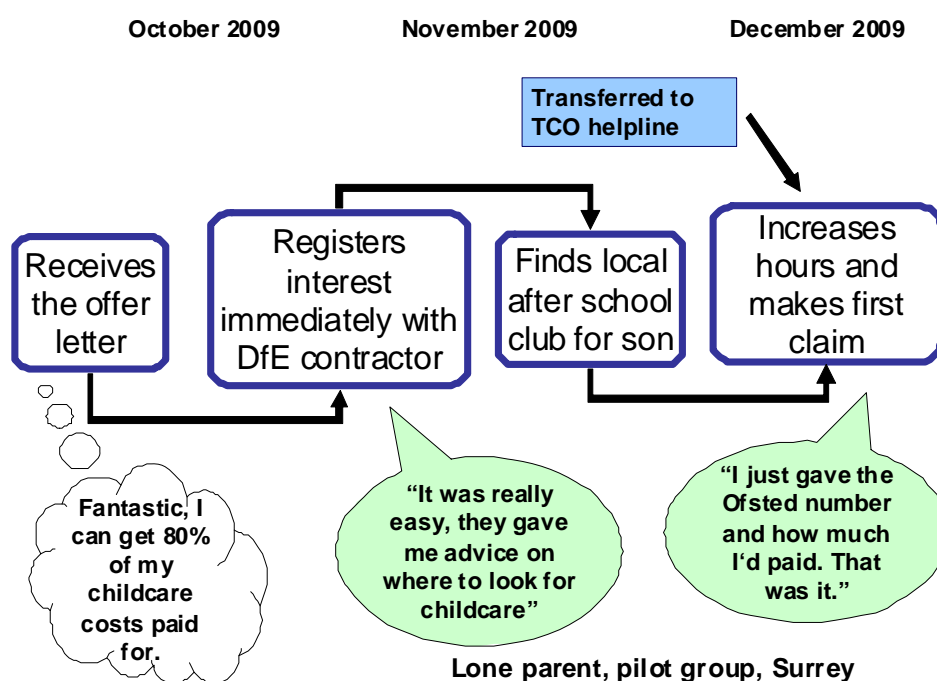 October 2009
November 2009
December 2009
Transferred to
TCO helpline
Receives
the offer
letter
Registers
interest
immediately with
DfE contractor
Finds local
after school
club for son
Increases
hours and
makes first
claim
Fantastic, I
can get 80%
of my
childcare
costs paid
for.
“It was really
easy, they gave
me advice on
where to look for
childcare”
“I just gave the
Ofsted number
and how much
I’d paid. That
was it.”
Lone parent, pilot group, Surrey